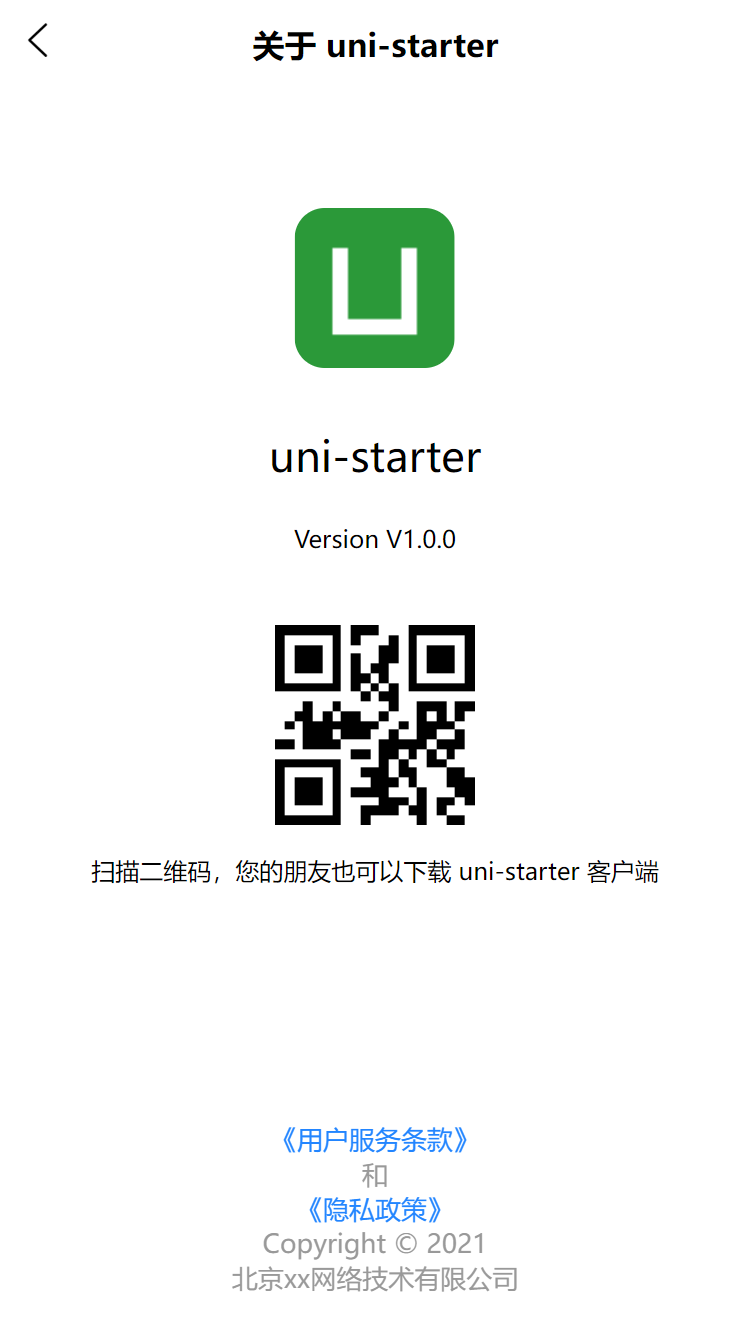 关于 uni-starter
uni-starter
Version V1.0.0
扫描二维码，您的朋友也可以下载 uni-starter 客户端
《用户服务条款》
和
《隐私政策》
Copyright © 2021
北京xx网络技术有限公司